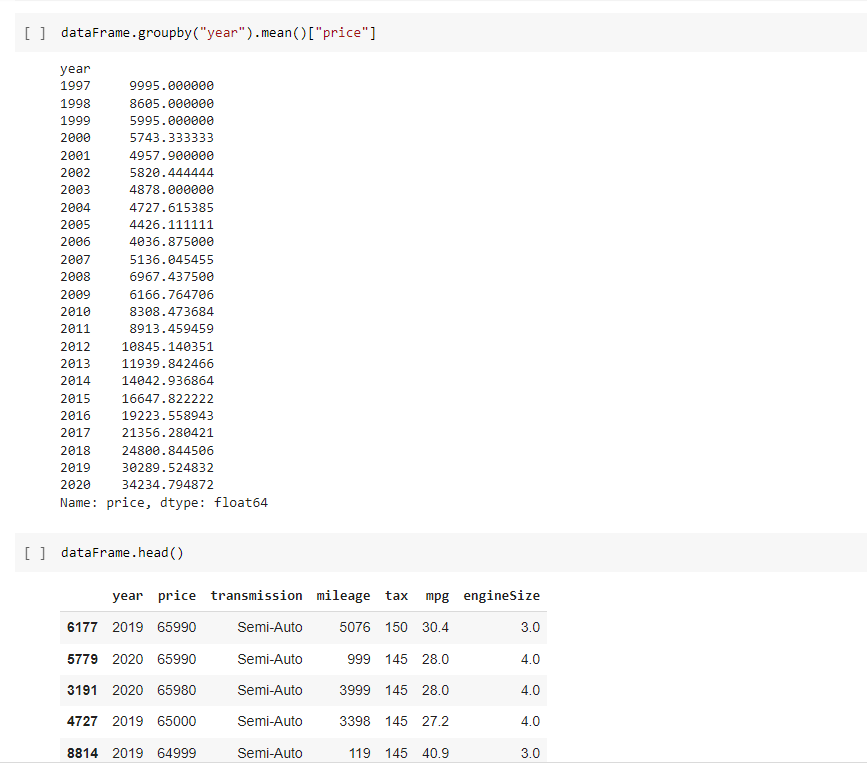 [ ] dataFrame.groupby("year").mean()["price"]
year
1997 9995.000000
1998 8605.000000
1999 5995.000000
2000 5743.333333
2001 4957.900000
2002 5820.444444
2003 4878.000000
2004 4727.615385
2005 4426.111111
2006 4036.875000
2007 5136.045455
2008 6967.437500
2009 6166.764706
2010 8308.473684
2011 8913.459459
2012 10845.140351
2013 11939.842466
2014 14042.936864
2015 16647.822222
2016 19223.558943
2017 21356.280421
2018 24800.844506
2019 30289.524832
2020 34234.794872
Name: price, dtype: float64
[ ] dataFrame.head()
year price transmission mileage tax mpg engineSize
6177 2019 65990 Semi-Auto 5076 150 30.4 3.0
5779 2020 65990 Semi-Auto 999 145 28.0 4.0
3191 2020 65980 Semi-Auto 3999 145 28.0 4.0
4727 2019 65000 Semi-Auto 3398 145 27.2 4.0
8814 2019 64999 Semi-Auto 119 145 40.9 3.0